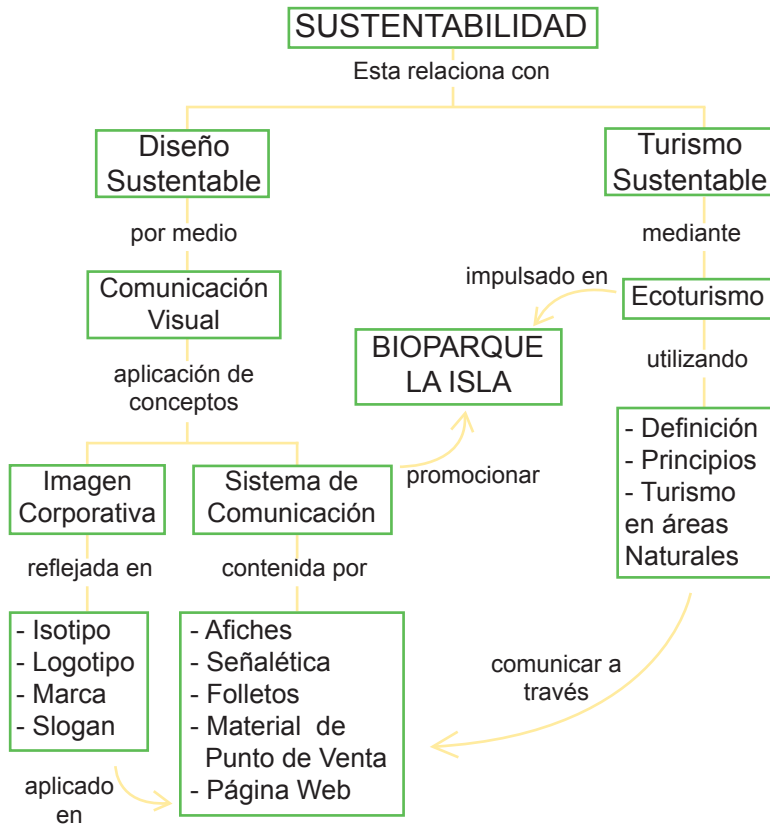 SUSTENTABILIDAD
Esta relaciona con
Diseño
Sustentable
Turismo
Sustentable
por medio
mediante
Comunicación
Visual
impulsado en
Ecoturismo
BIOPARQUE
LA ISLA
utilizando
aplicación de
conceptos
- Definición
- Principios
- Turismo
en áreas
Naturales
Imagen
Corporativa
Sistema de
Comunicación
promocionar
reflejada en
contenida por
- Isotipo
- Logotipo
- Marca
- Slogan
- Afiches
- Señalética
- Folletos
- Material de
Punto de Venta
- Página Web
comunicar a
través
aplicado
en